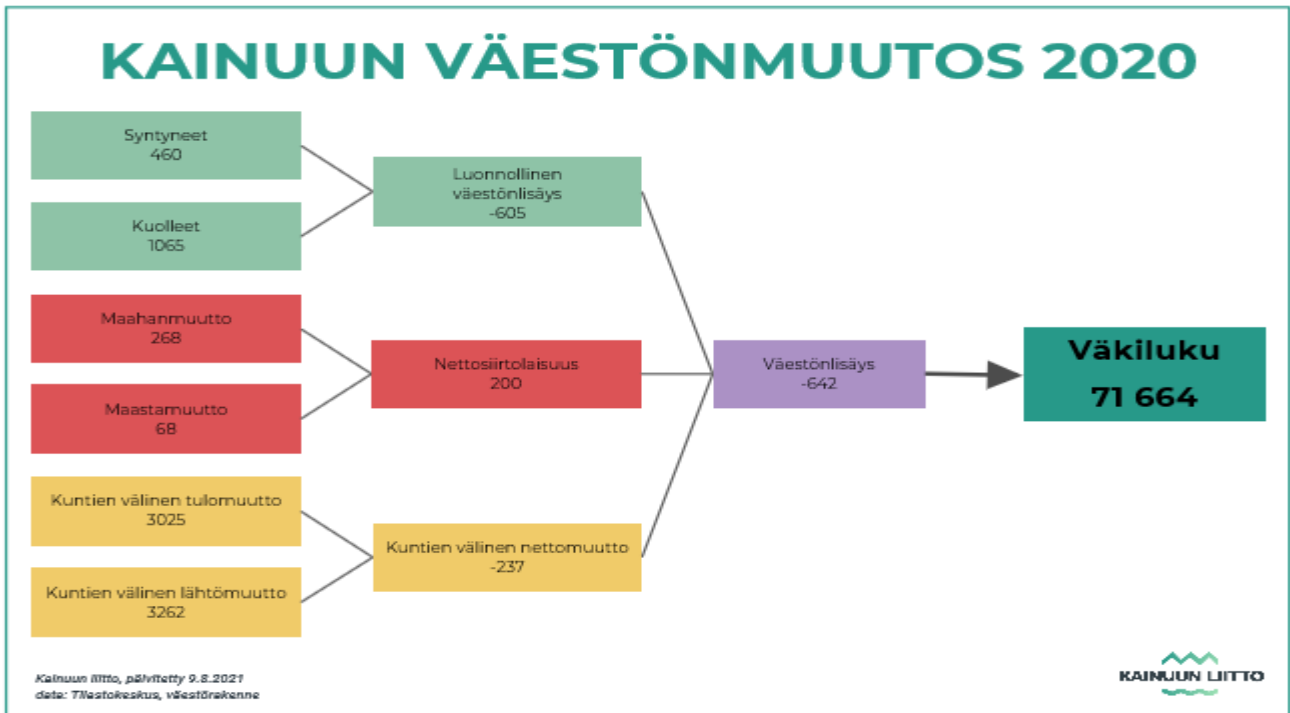 KAINUUN VÄESTÖNMUUTOS 2020
Syntyneet
460
Kuolleet
1065
Luonnollinen
väestönlisäys
-605
Maahanmuutto
268
Maastamuutto
68
Nettosiirtolaisuus
200
Kuntien välinen tulomuutto
3025
Kuntien välinen lähtömuutto
3262
Kuntien välinen nettomuutto
-237
Väestönlisäys
-642
Väkiluku
71 664
Kainuun liitto, päivitetty 9.8.2021
data: Tilastokeskus, väestörakenne
KAINUUN LIITTO